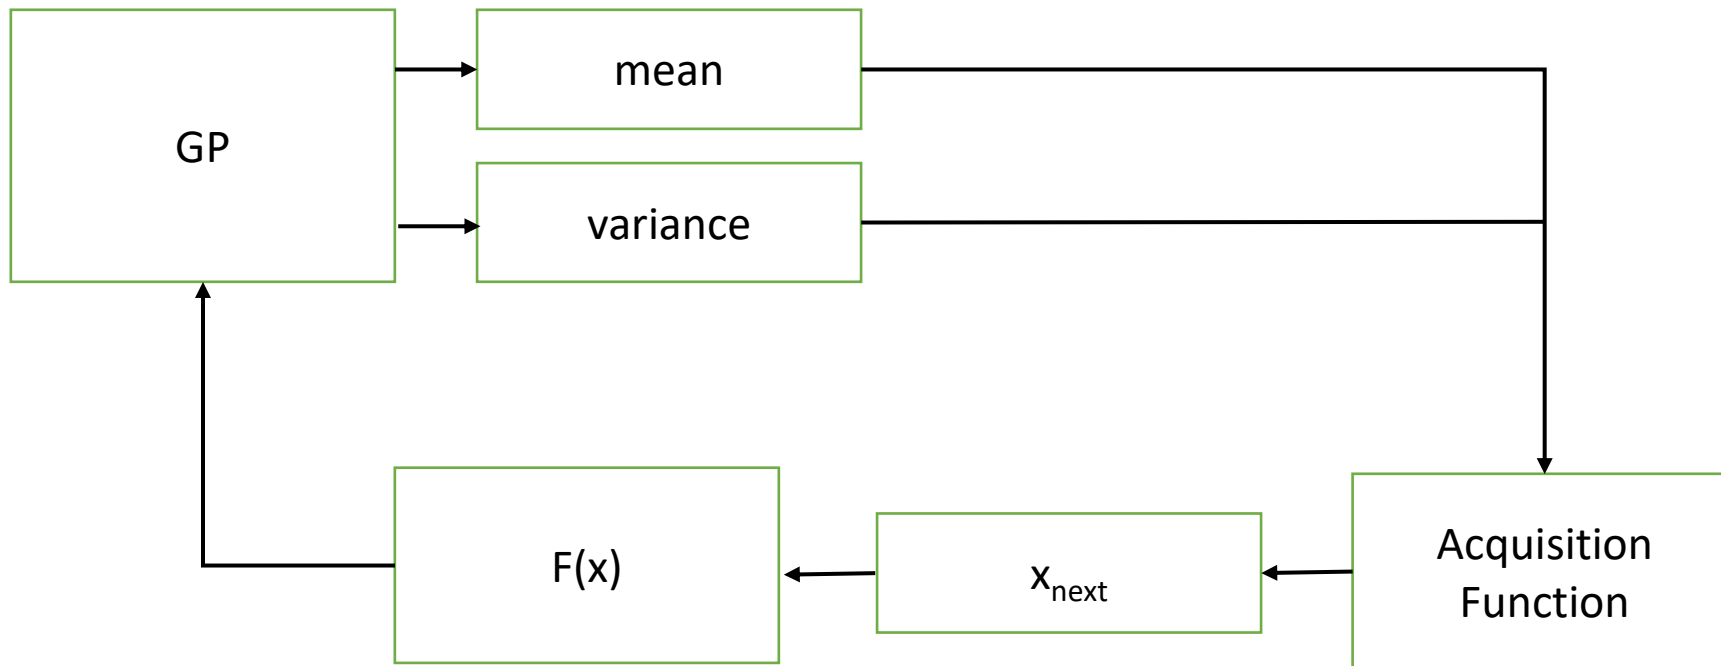 GP
mean
variance
F(x)
xnext
Acquisition
Function